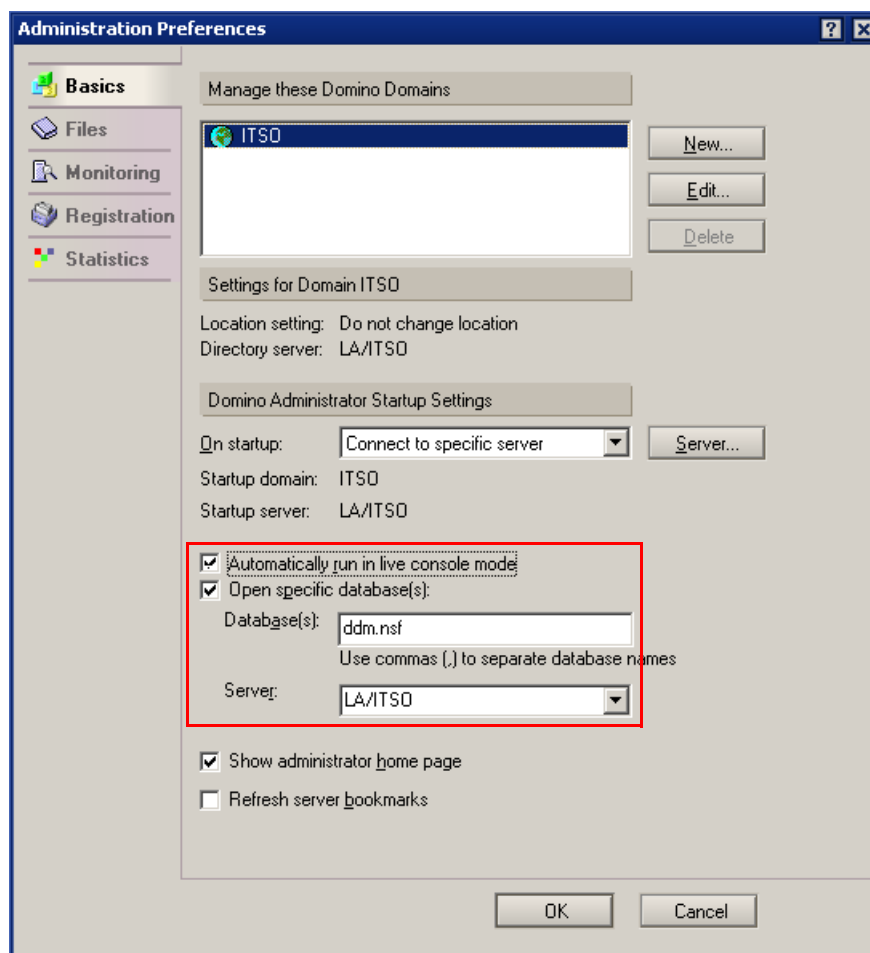 Administration Preferences
Basics
Files
Monitoring
Registration
Statistics
Manage these Domino Domains
ITSO
New...
Edit...
Delete
Settings for Domain ITSO
Location setting: Do not change location
Directory server: LA/ITSO
Domino Administrator Startup Settings
On startup: Connect to specific server Server...
Startup domain: ITSO
Startup server: LA/ITSO
Automatically run in live console mode
Open specific database(s):
Database(s): ddm.nsf
Use commas (,) to separate database names
Server: LA/ITSO
Show administrator home page
Refresh server bookmarks
OK Cancel